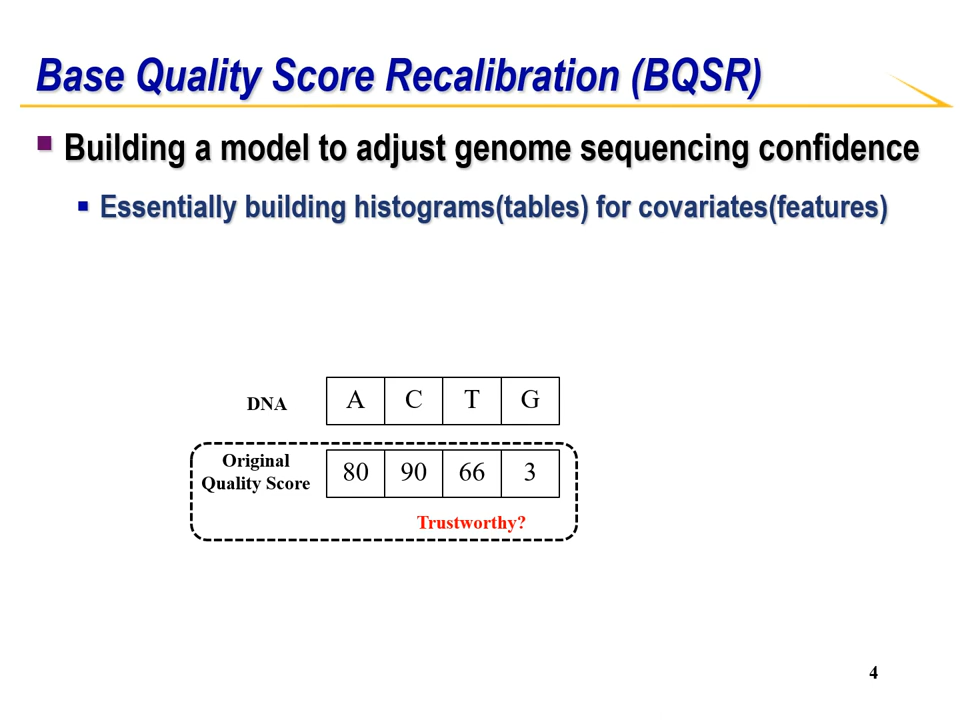 Base Quality Score Recalibration (BQSR)
Building a model to adjust genome sequencing confidence
Essentially building histograms(tables) for covariates(features)
DNA A C T G
Original
Quality Score 80 90 66 3
Trustworthy?
4